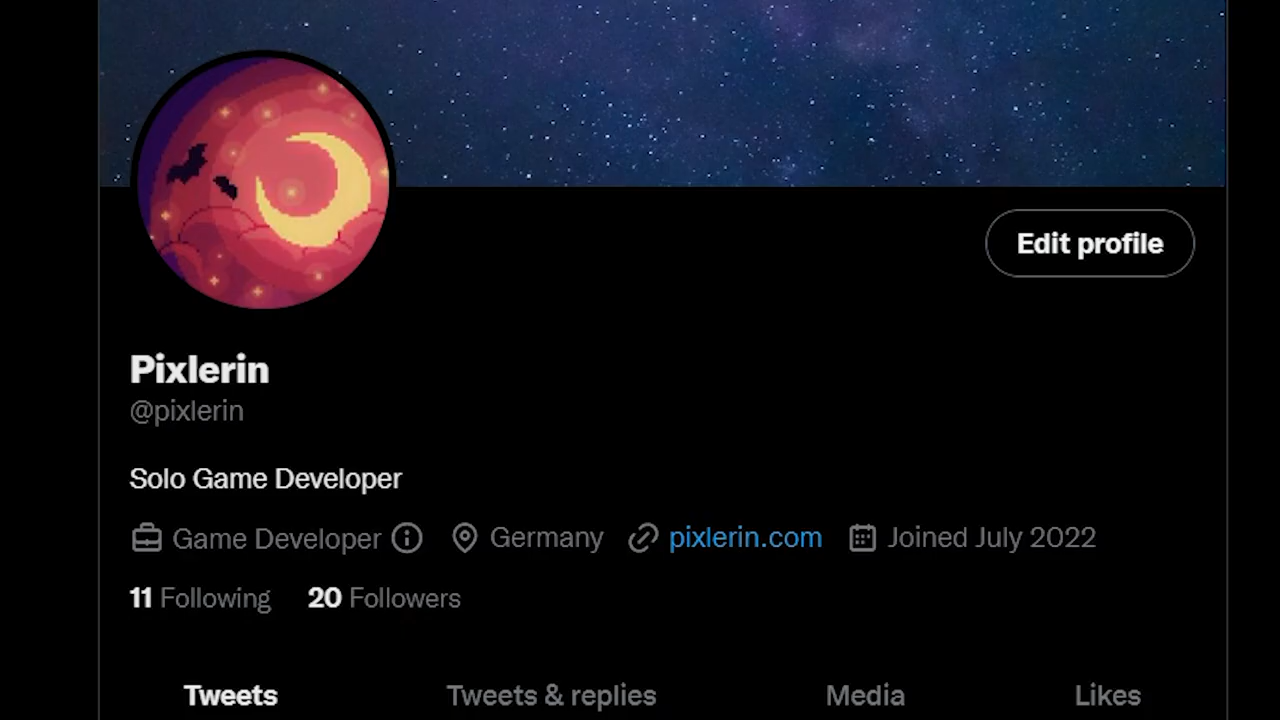 Edit profile
Pixlerin
@pixlerin
Solo Game Developer
Game Developer Germany pixlerin.com Joined July 2022
11 Following 20 Followers
Tweets Tweets & replies Media Likes